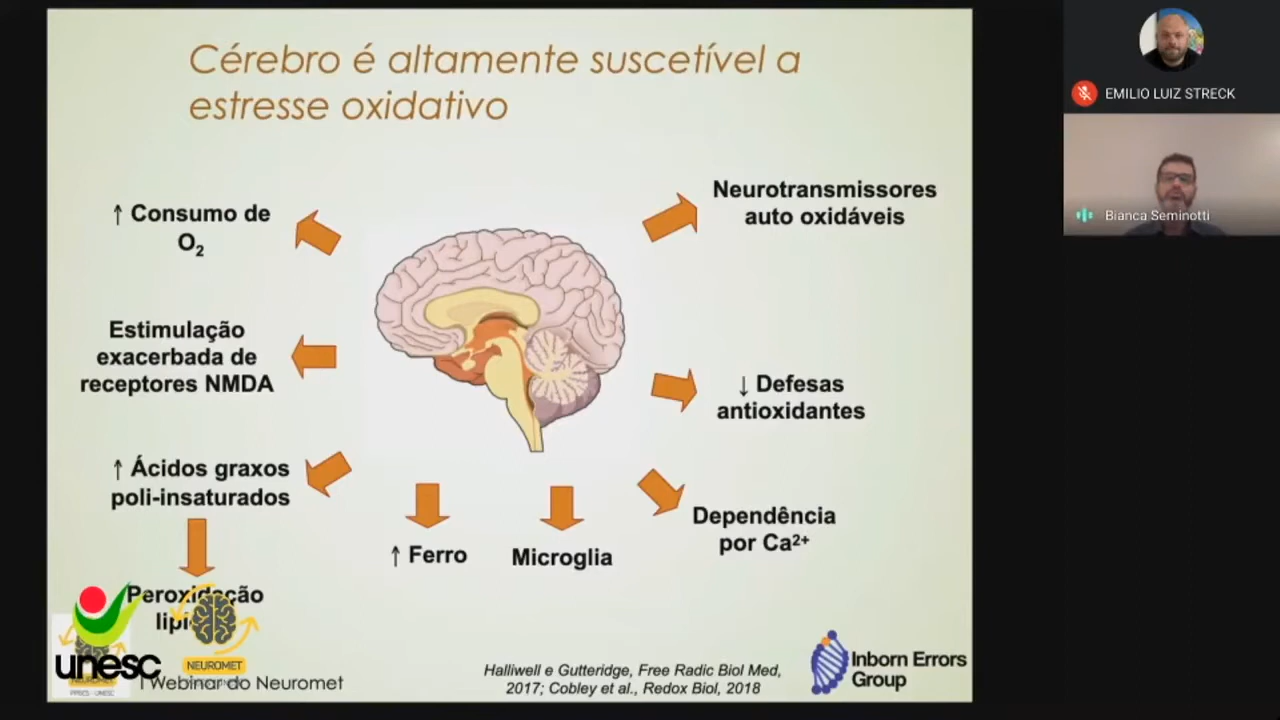 Cérebro é altamente suscetível a
estresse oxidativo
↑ Consumo de
O₂
Estimulação
exacerbada de
receptores NMDA
↑ Ácidos graxos
poli-insaturados
Peroxidação
↑ Ferro
Microglia
Neurotransmissores
auto oxidáveis
↓ Defesas
antioxidantes
Dependência
por Ca²⁺
unesc
NEUROMET
I Webinar do Neuromet
Halliwell e Gutteridge, Free Radic Biol Med,
2017; Cobley et al., Redox Biol, 2018
Inborn Errors
Group
EMILIO LUIZ STRECK
Bianca Seminotti